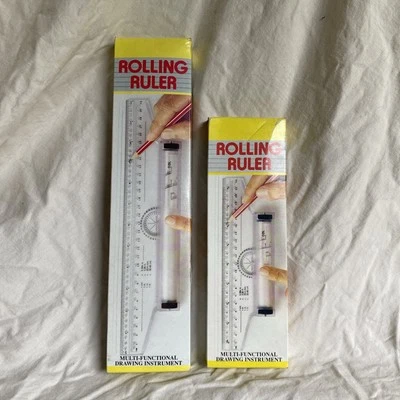 ROLLING
RULER
MULTI-FUNCTIONAL
DRAWING INSTRUMENT
ROLLING
RULER
MULTI-FUNCTIONAL
DRAWING INSTRUMENT